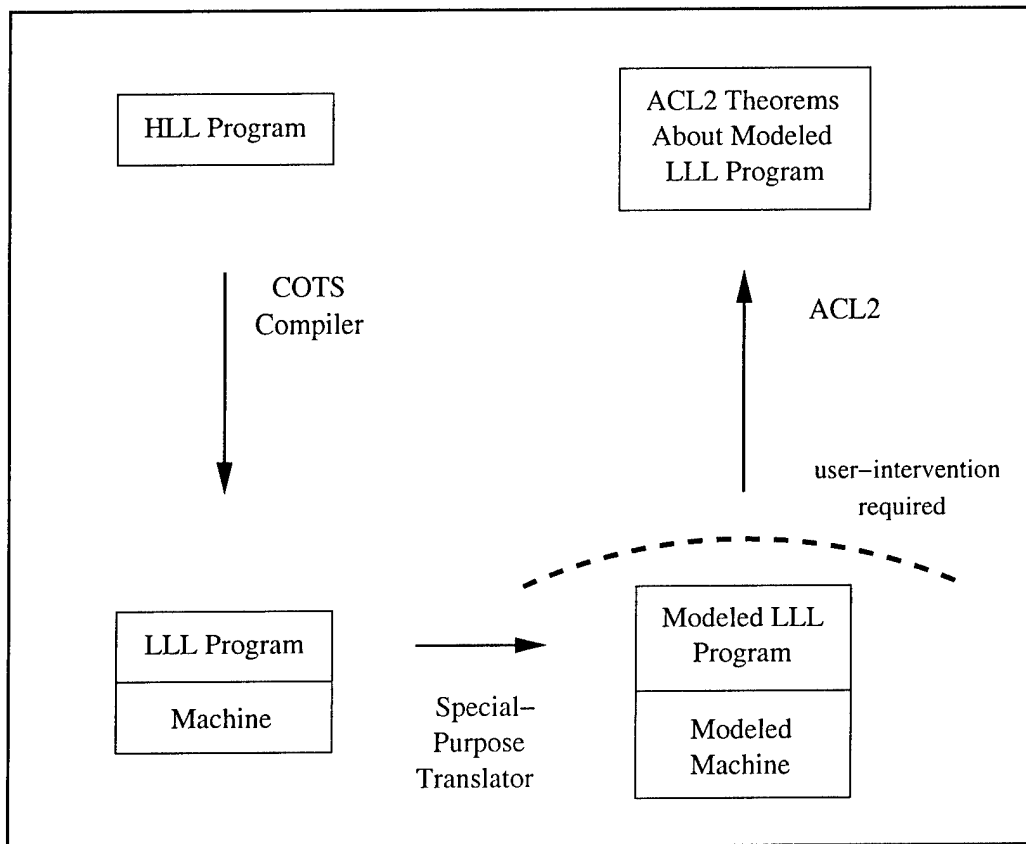 HLL Program
ACL2 Theorems
About Modeled
LLL Program
COTS
Compiler
ACL2
user–intervention
required
LLL Program
Machine
Special–
Purpose
Translator
Modeled LLL
Program
Modeled
Machine